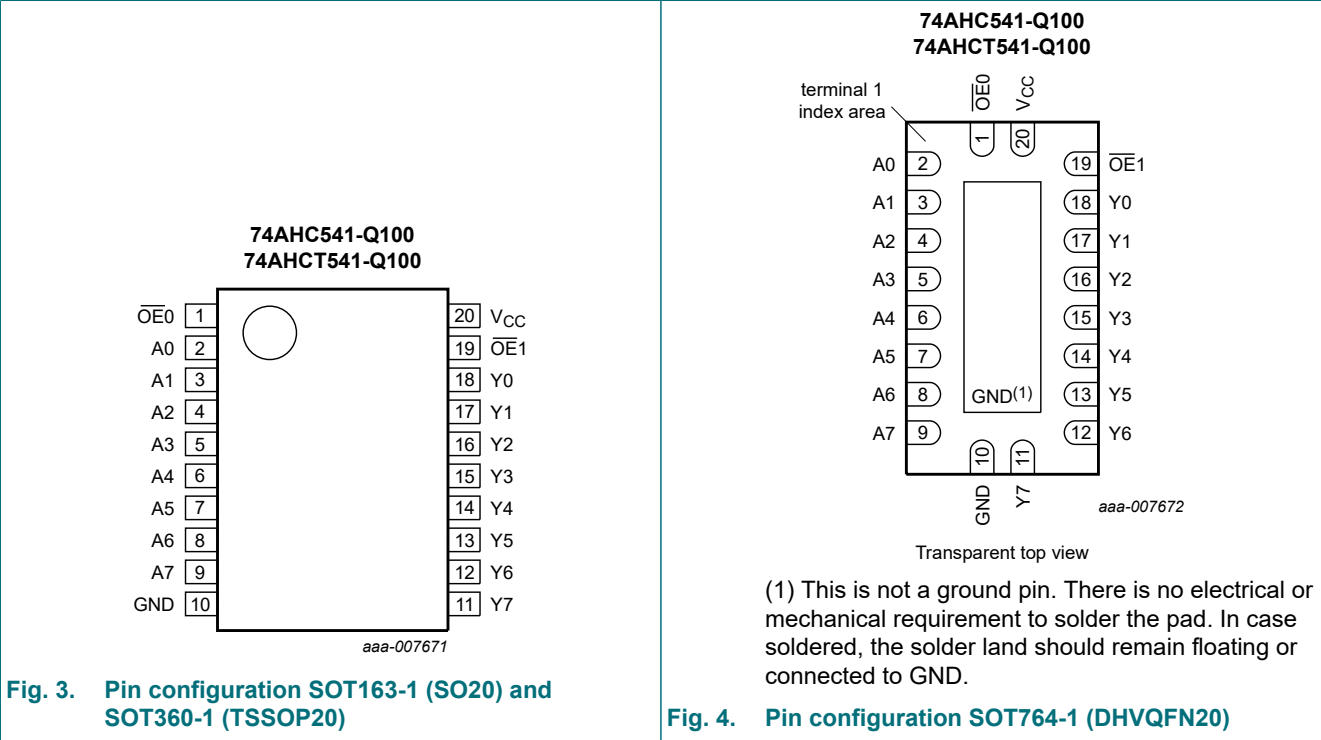 74AHC541-Q100
74AHCT541-Q100
OE0 1
A0 2
A1 3
A2 4
A3 5
A4 6
A5 7
A6 8
A7 9
GND 10
20 VCC
19 OE1
18 Y0
17 Y1
16 Y2
15 Y3
14 Y4
13 Y5
12 Y6
11 Y7
aaa-007671
Fig. 3. Pin configuration SOT163-1 (SO20) and
SOT360-1 (TSSOP20)
74AHC541-Q100
74AHCT541-Q100
terminal 1
index area
OE0
VCC
1
20
A0 2
A1 3
A2 4
A3 5
A4 6
A5 7
A6 8
A7 9
19 OE1
18 Y0
17 Y1
16 Y2
15 Y3
14 Y4
13 Y5
12 Y6
GND(1)
10
11
GND
Y7
aaa-007672
Transparent top view
(1) This is not a ground pin. There is no electrical or
mechanical requirement to solder the pad. In case
soldered, the solder land should remain floating or
connected to GND.
Fig. 4. Pin configuration SOT764-1 (DHVQFN20)